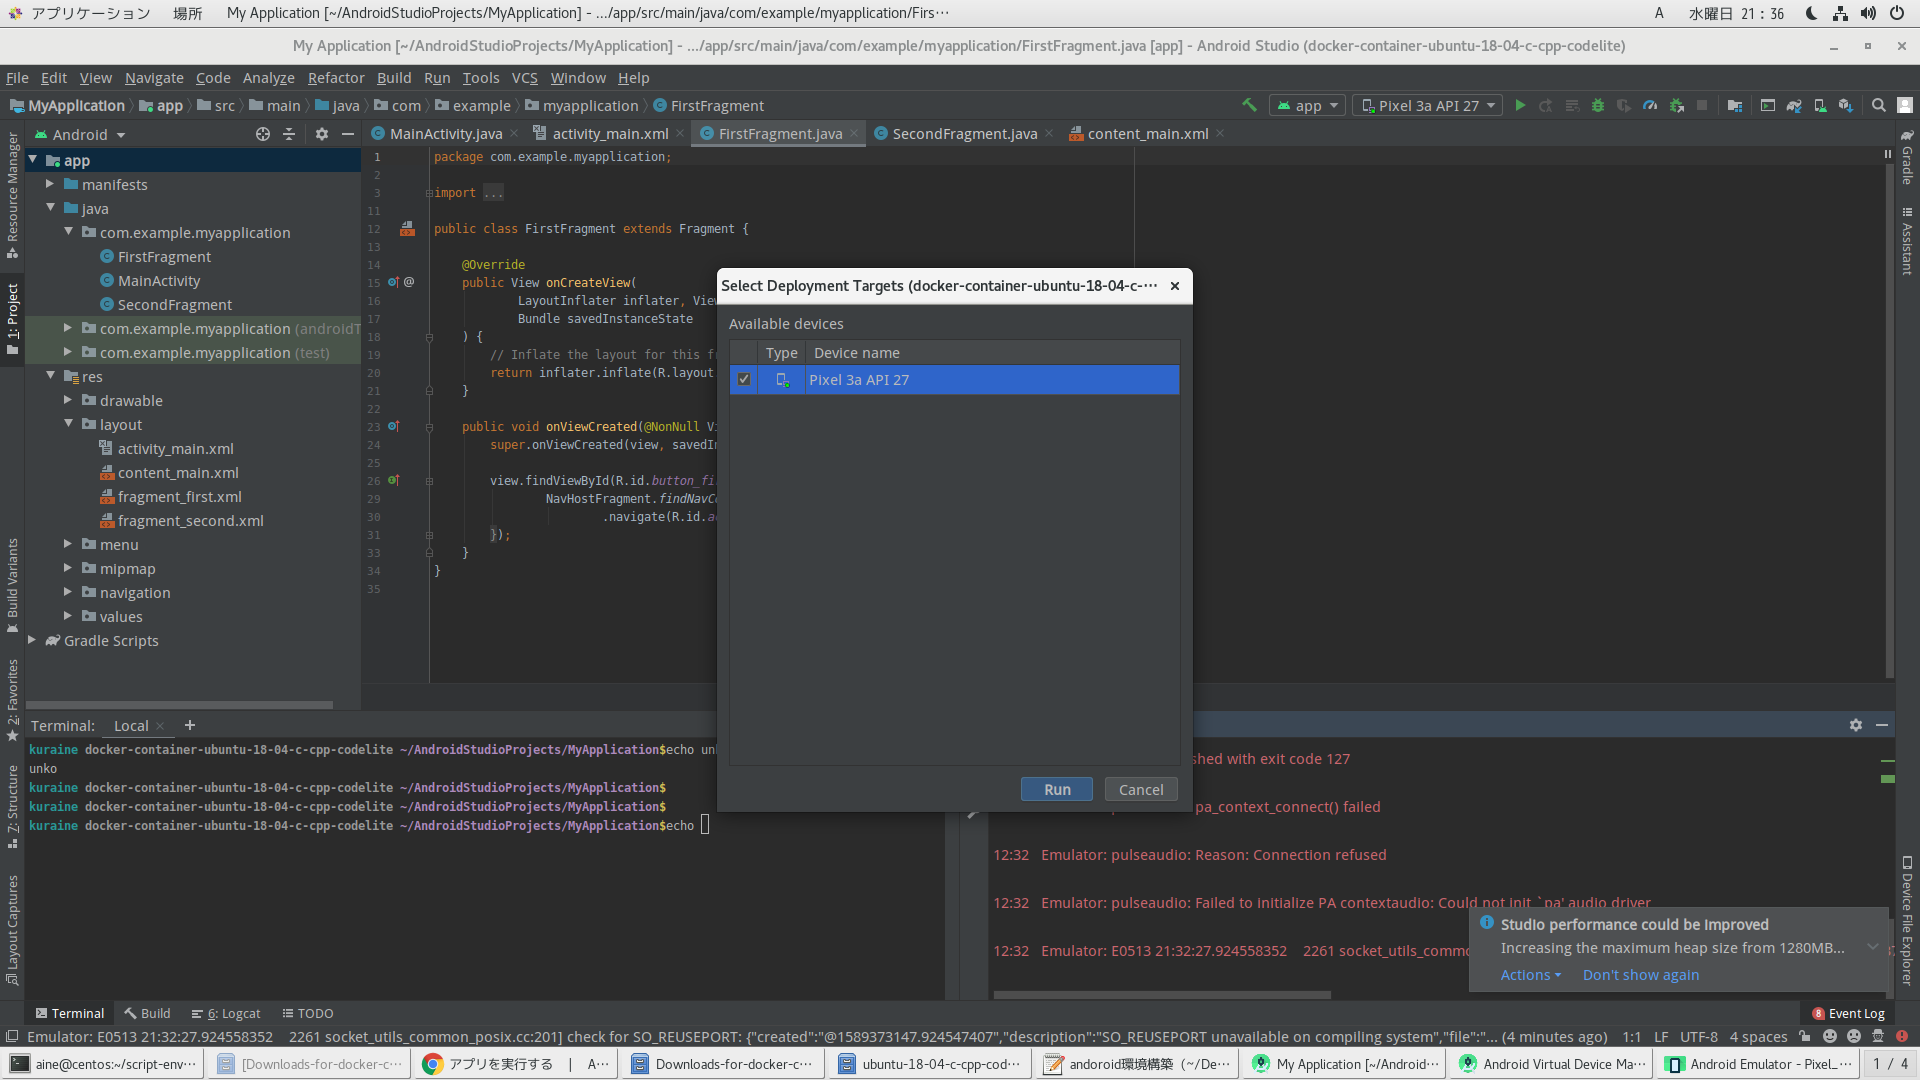 アプリケーション 場所 My Application [~/AndroidStudioProjects/MyApplication] - .../app/src/main/java/com/example/myapplication/Firs⋯ A 水曜日 21：36
My Application [~/AndroidStudioProjects/MyApplication] - .../app/src/main/java/com/example/myapplication/FirstFragment.java [app] - Android Studio (docker-container-ubuntu-18-04-c-cpp-codelite)
File Edit View Navigate Code Analyze Refactor Build Run Tools VCS Window Help
MyApplication app src main java com example myapplication FirstFragment app Pixel 3a API 27
Android MainActivity.java activity_main.xml FirstFragment.java SecondFragment.java content_main.xml
Resource Manager
1: Project
Build Variants
2: Favorites
7: Structure
Layout Captures
app
manifests
java
com.example.myapplication
FirstFragment
MainActivity
SecondFragment
com.example.myapplication (androidT
com.example.myapplication (test)
res
drawable
layout
activity_main.xml
content_main.xml
fragment_first.xml
fragment_second.xml
menu
mipmap
navigation
values
Gradle Scripts
1 package com.example.myapplication;
2
3 import ...
11
12 public class FirstFragment extends Fragment {
13
14 @Override
15 @ public View onCreateView(
16 LayoutInflater inflater, Vie
17 Bundle savedInstanceState
18 ) {
19 // Inflate the layout for this f
20 return inflater.inflate(R.layout
21 }
22
23 public void onViewCreated(@NonNull Vi
24 super.onViewCreated(view, savedI
25
26 view.findViewById(R.id.button_fi
29 NavHostFragment.findNavC
30 .navigate(R.id.a
31 });
33 }
34 }
35
Select Deployment Targets (docker-container-ubuntu-18-04-c-⋯
Available devices
Type Device name
Pixel 3a API 27
Run Cancel
Gradle
Assistant
Device File Explorer
Terminal: Local +
kuraine docker-container-ubuntu-18-04-c-cpp-codelite ~/AndroidStudioProjects/MyApplication$echo un
unko
kuraine docker-container-ubuntu-18-04-c-cpp-codelite ~/AndroidStudioProjects/MyApplication$
kuraine docker-container-ubuntu-18-04-c-cpp-codelite ~/AndroidStudioProjects/MyApplication$
kuraine docker-container-ubuntu-18-04-c-cpp-codelite ~/AndroidStudioProjects/MyApplication$echo
shed with exit code 127
pa_context_connect() failed
12:32 Emulator: pulseaudio: Reason: Connection refused
12:32 Emulator: pulseaudio: Failed to initialize PA contextaudio: Could not init `pa' audio driver
12:32 Emulator: E0513 21:32:27.924558352 2261 socket_utils_commo
Studio performance could be improved
Increasing the maximum heap size from 1280MB...
Actions Don't show again
Terminal Build 6: Logcat TODO 8 Event Log
Emulator: E0513 21:32:27.924558352 2261 socket_utils_common_posix.cc:201] check for SO_REUSEPORT: {"created":"@1589373147.924547407","description":"SO_REUSEPORT unavailable on compiling system","file":"... (4 minutes ago) 1:1 LF UTF-8 4 spaces
aine@centos:~/script-env⋯ [Downloads-for-docker-c⋯ アプリを実行する | A⋯ Downloads-for-docker-c⋯ ubuntu-18-04-c-cpp-cod⋯ andoroid環境構築（~/De⋯ My Application [~/Android⋯ Android Virtual Device Ma⋯ Android Emulator - Pixel_⋯ 1 / 4